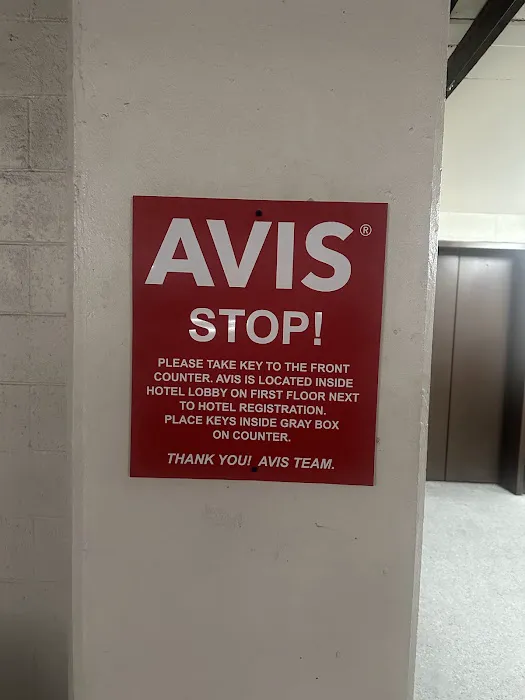 AVIS®
STOP!
PLEASE TAKE KEY TO THE FRONT
COUNTER. AVIS IS LOCATED INSIDE
HOTEL LOBBY ON FIRST FLOOR NEXT
TO HOTEL REGISTRATION.
PLACE KEYS INSIDE GRAY BOX
ON COUNTER.
THANK YOU! AVIS TEAM.